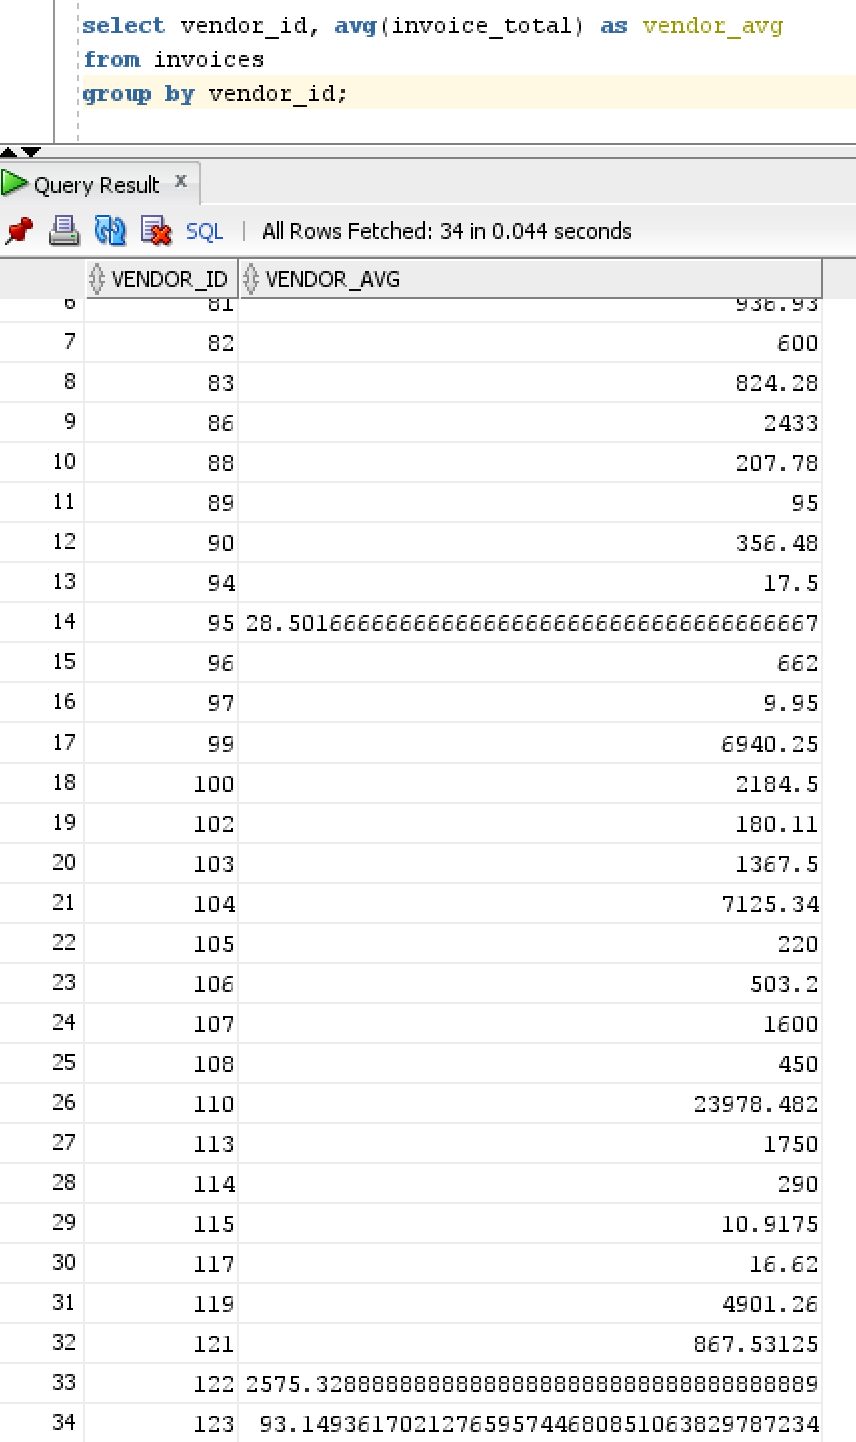 select vendor_id, avg(invoice_total) as vendor_avg
from invoices
group by vendor_id;
Query Result x
SQL | All Rows Fetched: 34 in 0.044 seconds
VENDOR_ID VENDOR_AVG
6 81 936.93
7 82 600
8 83 824.28
9 86 2433
10 88 207.78
11 89 95
12 90 356.48
13 94 17.5
14 95 28.5016666666666666666666666666666666667
15 96 662
16 97 9.95
17 99 6940.25
18 100 2184.5
19 102 180.11
20 103 1367.5
21 104 7125.34
22 105 220
23 106 503.2
24 107 1600
25 108 450
26 110 23978.482
27 113 1750
28 114 290
29 115 10.9175
30 117 16.62
31 119 4901.26
32 121 867.53125
33 122 2575.32888888888888888888888888888888889
34 123 93.149361702127659574468085106382978 7234